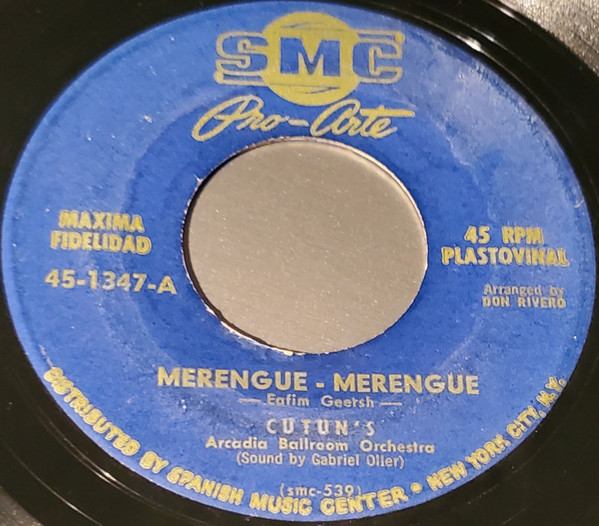 SMC
Pro-Arte
MAXIMA
FIDELIDAD
45-1347-A
45 RPM
PLASTOVINAL
Arranged by
DON RIVERO
MERENGUE - MERENGUE
— Eafim Geersh —
CUTUN'S
Arcadia Ballroom Orchestra
(Sound by Gabriel Oller)
(smc-539)
DISTRIBUTED BY SPANISH MUSIC CENTER • NEW YORK CITY, N.Y.